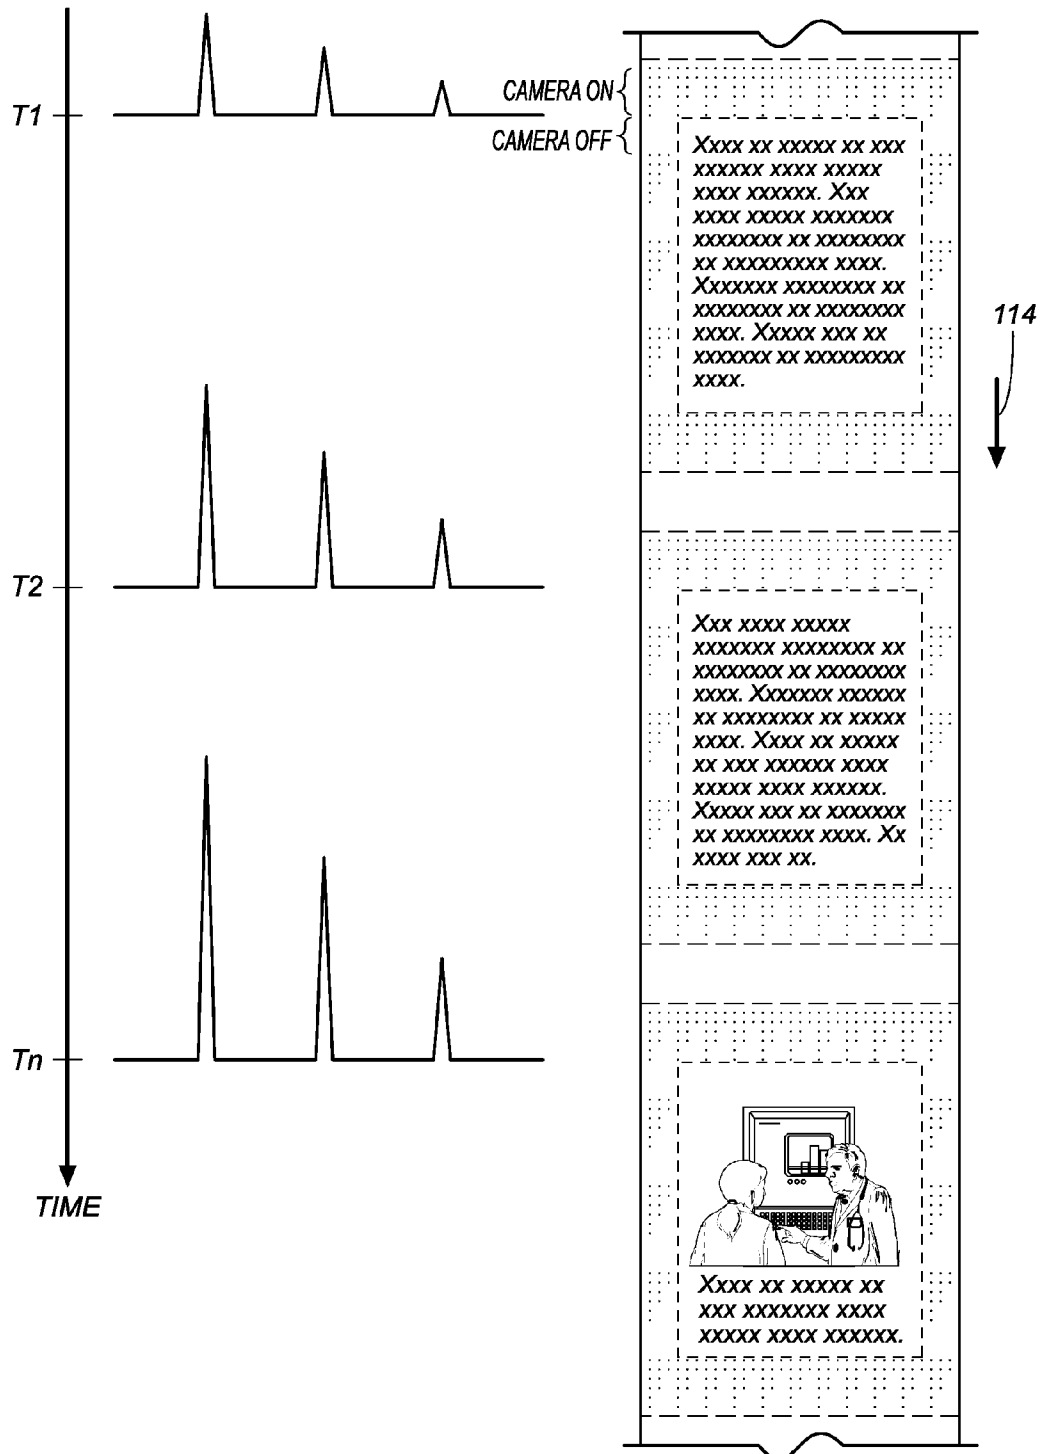 T1
CAMERA ON
CAMERA OFF
Xxxx xx xxxxx xx xxx
xxxxxx xxxx xxxxx
xxxx xxxxxx. Xxx
xxxx xxxxx xxxxxxx
xxxxxxxx xx xxxxxxxx
xx xxxxxxxxx xxxx.
Xxxxxxx xxxxxxxx xx
xxxxxxxx xx xxxxxxxx
xxxx. Xxxxx xxx xx
xxxxxxx xx xxxxxxxxx
xxxx.
114
T2
Xxx xxxx xxxxx
xxxxxxx xxxxxxxx xx
xxxxxxxx xx xxxxxxxx
xxxx. Xxxxxxx xxxxxx
xx xxxxxxxx xx xxxxx
xxxx. Xxxx xx xxxxx
xx xxx xxxxxx xxxx
xxxxx xxxx xxxxxx.
Xxxxx xxx xx xxxxxxx
xx xxxxxxxx xxxx. Xx
xxxx xxx xx.
Tn
TIME
Xxxx xx xxxxx xx
xxx xxxxxxx xxxx
xxxxx xxxx xxxxxx.